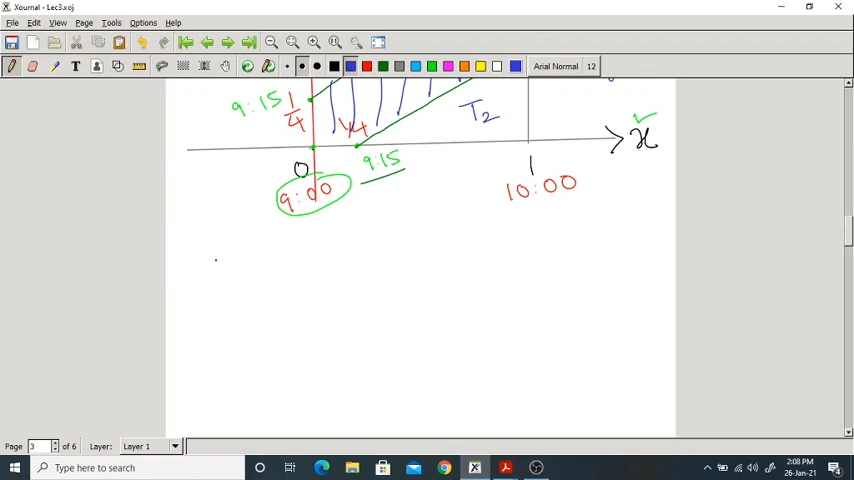 X Xournal - Lec3.xoj
File Edit View Page Tools Options Help
Arial Normal 12
9:15 1/4
1/4
T2
x
0
9:15
1
9:00
10:00
Page 3 of 6 Layer: Layer 1
Type here to search
2:08 PM
26-Jan-21
4